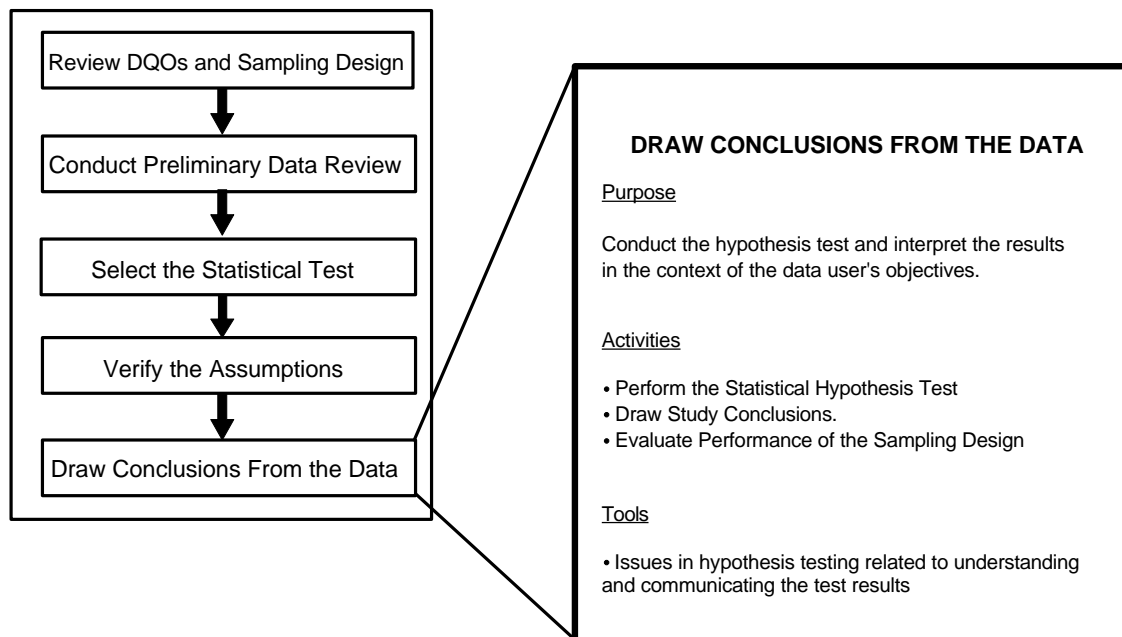 Review DQOs and Sampling Design
Conduct Preliminary Data Review
Select the Statistical Test
Verify the Assumptions
Draw Conclusions From the Data
DRAW CONCLUSIONS FROM THE DATA
Purpose
Conduct the hypothesis test and interpret the results
in the context of the data user's objectives.
Activities
• Perform the Statistical Hypothesis Test
• Draw Study Conclusions.
• Evaluate Performance of the Sampling Design
Tools
• Issues in hypothesis testing related to understanding
and communicating the test results